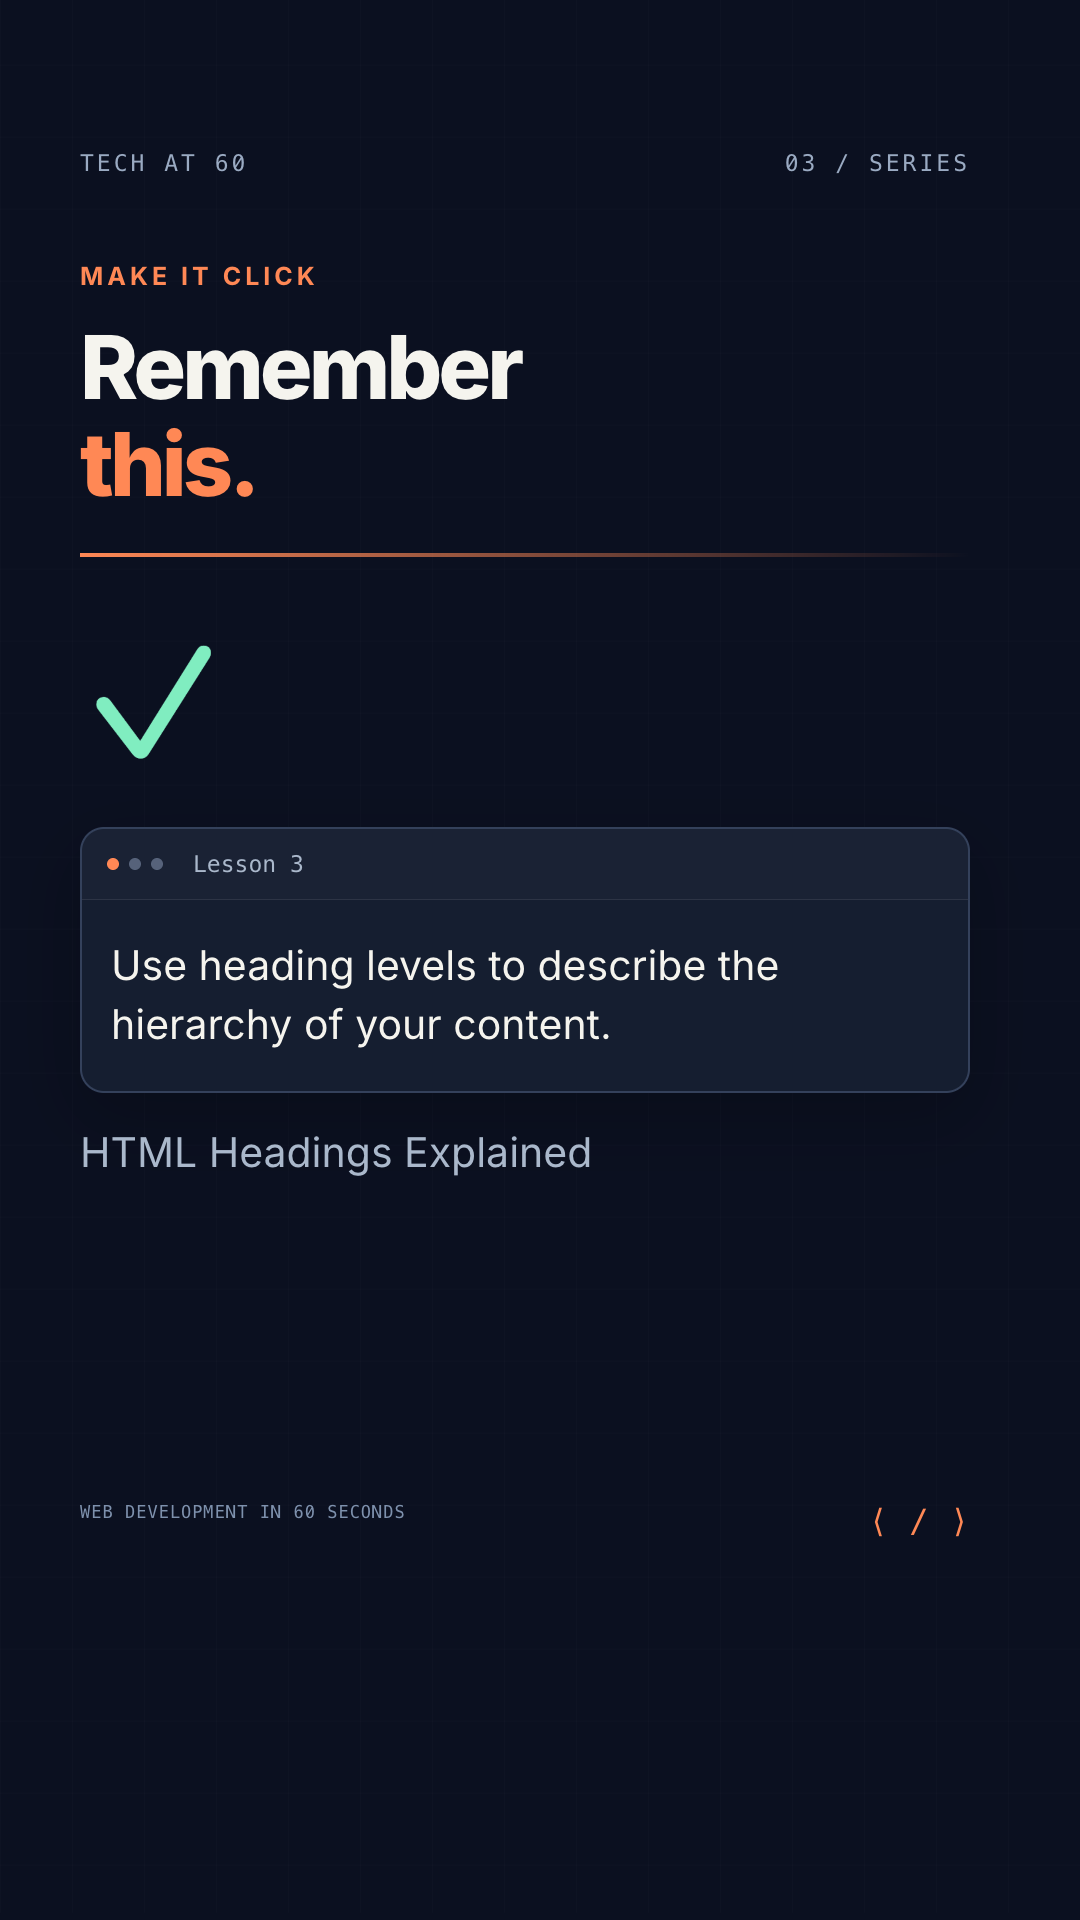 TECH AT 60
03 / SERIES
MAKE IT CLICK
Remember
this.
Lesson 3
Use heading levels to describe the
hierarchy of your content.
HTML Headings Explained
WEB DEVELOPMENT IN 60 SECONDS
⟨ / ⟩